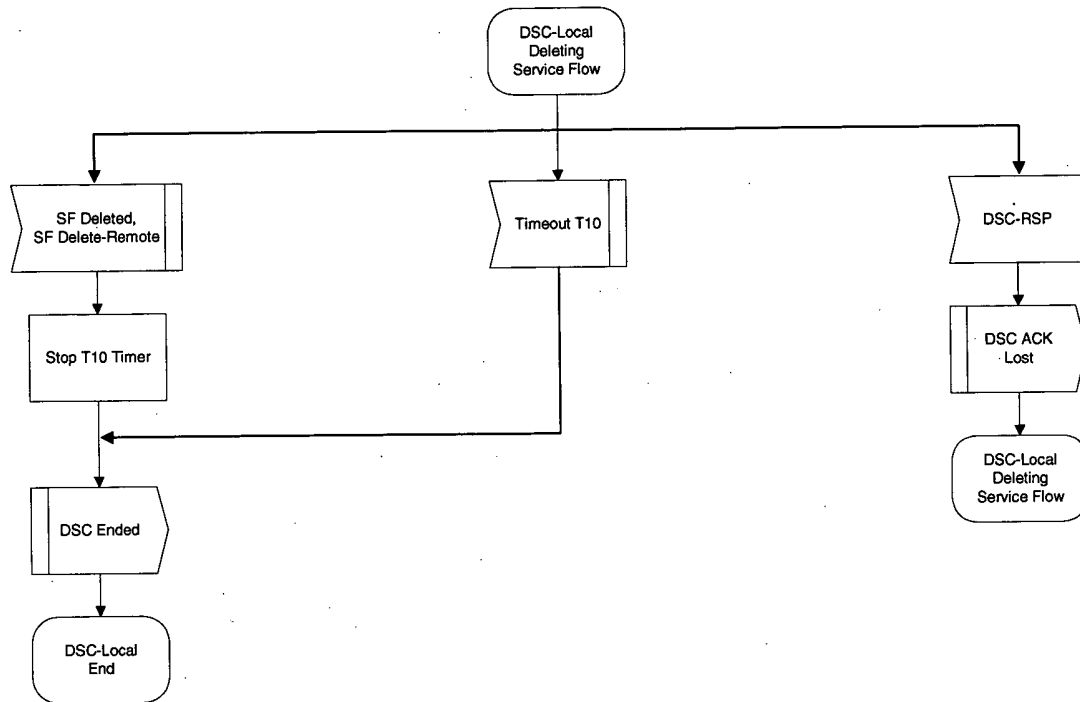 DSC-Local
Deleting
Service Flow
SF Deleted,
SF Delete-Remote
Timeout T10
DSC-RSP
Stop T10 Timer
DSC ACK
Lost
DSC-Local
Deleting
Service Flow
DSC Ended
DSC-Local
End